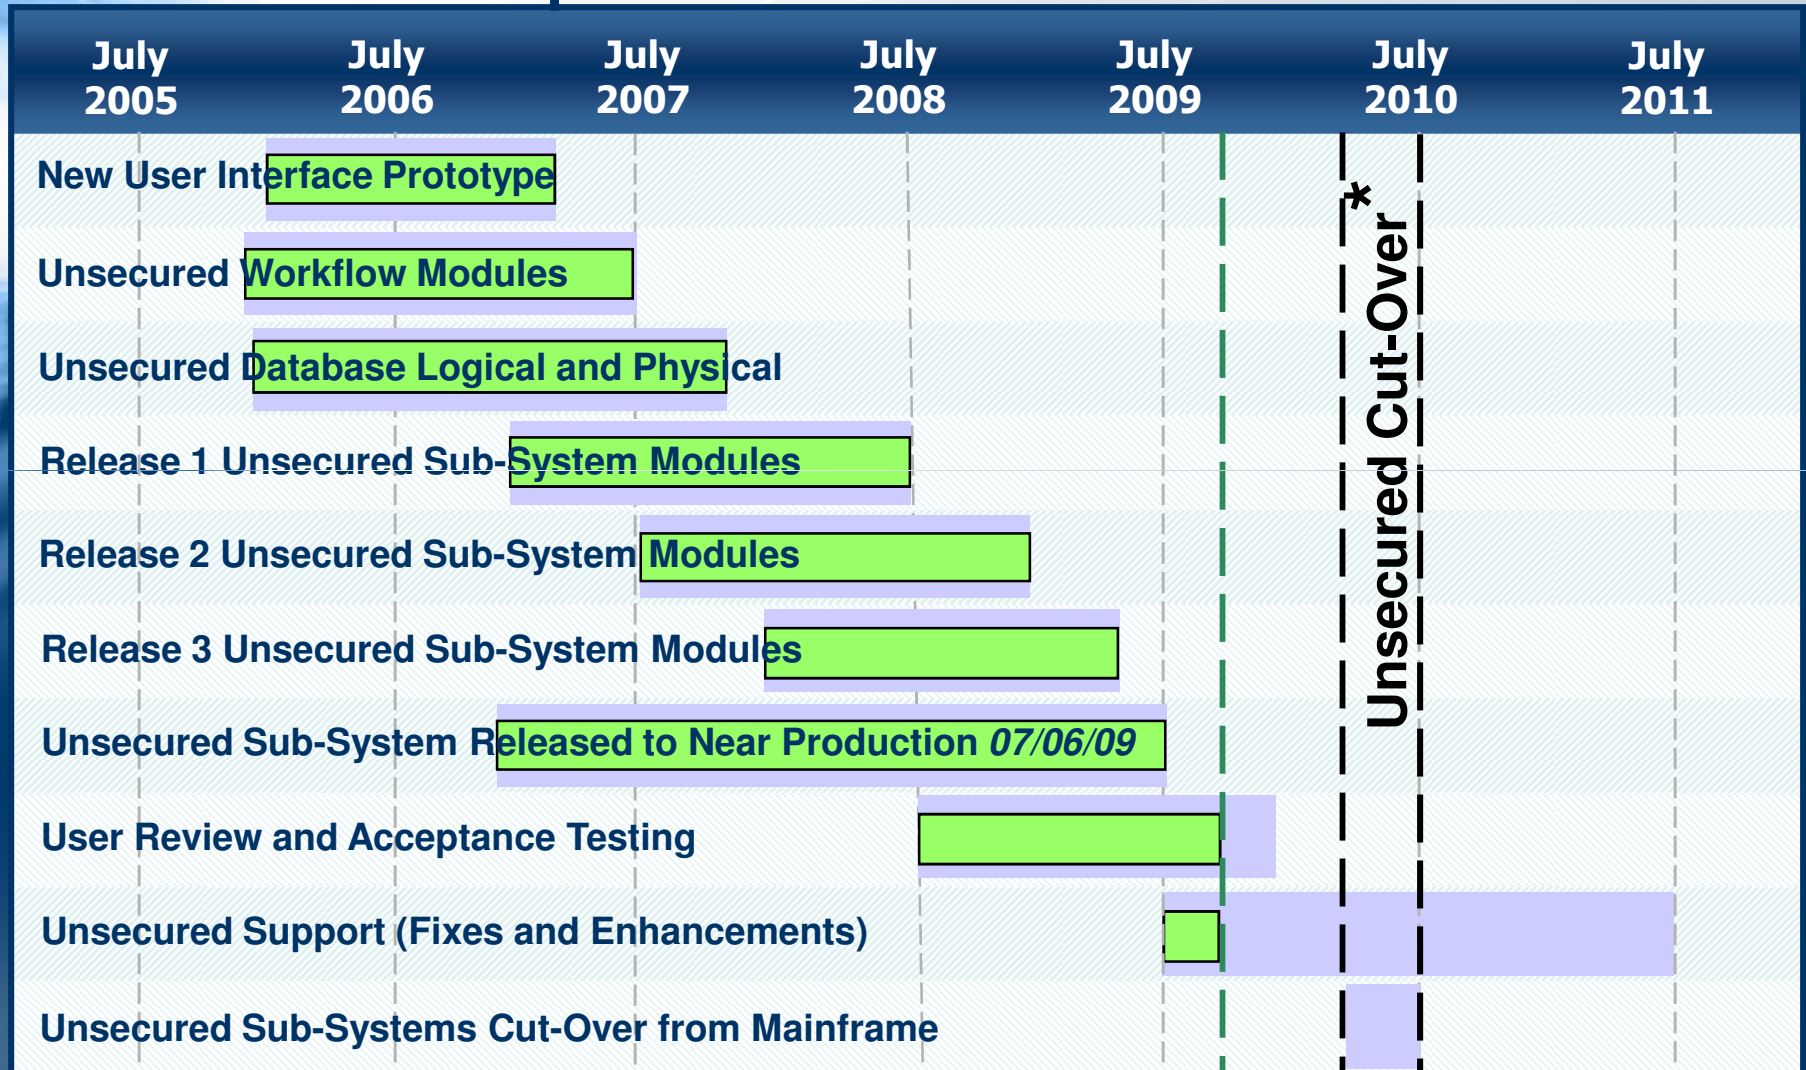 July July July July July July July
2005 2006 2007 2008 2009 2010 2011
New User Interface Prototype
Unsecured Workflow Modules
Unsecured Database Logical and Physical
Release 1 Unsecured Sub-System Modules
Release 2 Unsecured Sub-System Modules
Release 3 Unsecured Sub-System Modules
Unsecured Sub-System Released to Near Production 07/06/09
User Review and Acceptance Testing
Unsecured Support (Fixes and Enhancements)
Unsecured Sub-Systems Cut-Over from Mainframe
Unsecured Cut-Over*